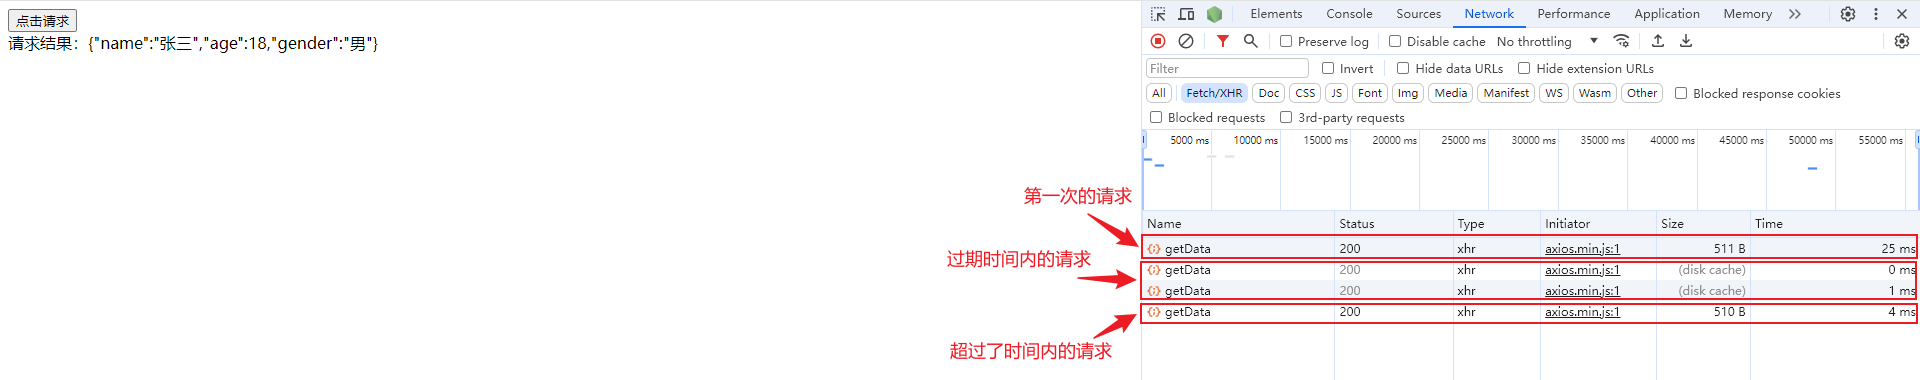 点击请求
请求结果：{"name":"张三","age":18,"gender":"男"}
Elements Console Sources Network Performance Application Memory
Preserve log Disable cache No throttling
Filter Invert Hide data URLs Hide extension URLs
All Fetch/XHR Doc CSS JS Font Img Media Manifest WS Wasm Other Blocked response cookies
Blocked requests 3rd-party requests
5000 ms 10000 ms 15000 ms 20000 ms 25000 ms 30000 ms 35000 ms 40000 ms 45000 ms 50000 ms 55000 ms
第一次的请求
Name Status Type Initiator Size Time
getData 200 xhr axios.min.js:1 511 B 25 ms
过期时间内的请求
getData 200 xhr axios.min.js:1 (disk cache) 0 ms
getData 200 xhr axios.min.js:1 (disk cache) 1 ms
getData 200 xhr axios.min.js:1 510 B 4 ms
超过了时间内的请求